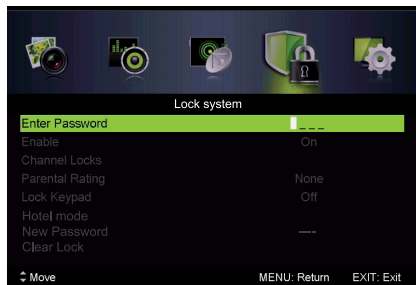 Lock system
Enter Password _ _ _
Enable On
Channel Locks
Parental Rating None
Lock Keypad Off
Hotel mode
New Password ----
Clear Lock
Move MENU: Return EXIT: Exit